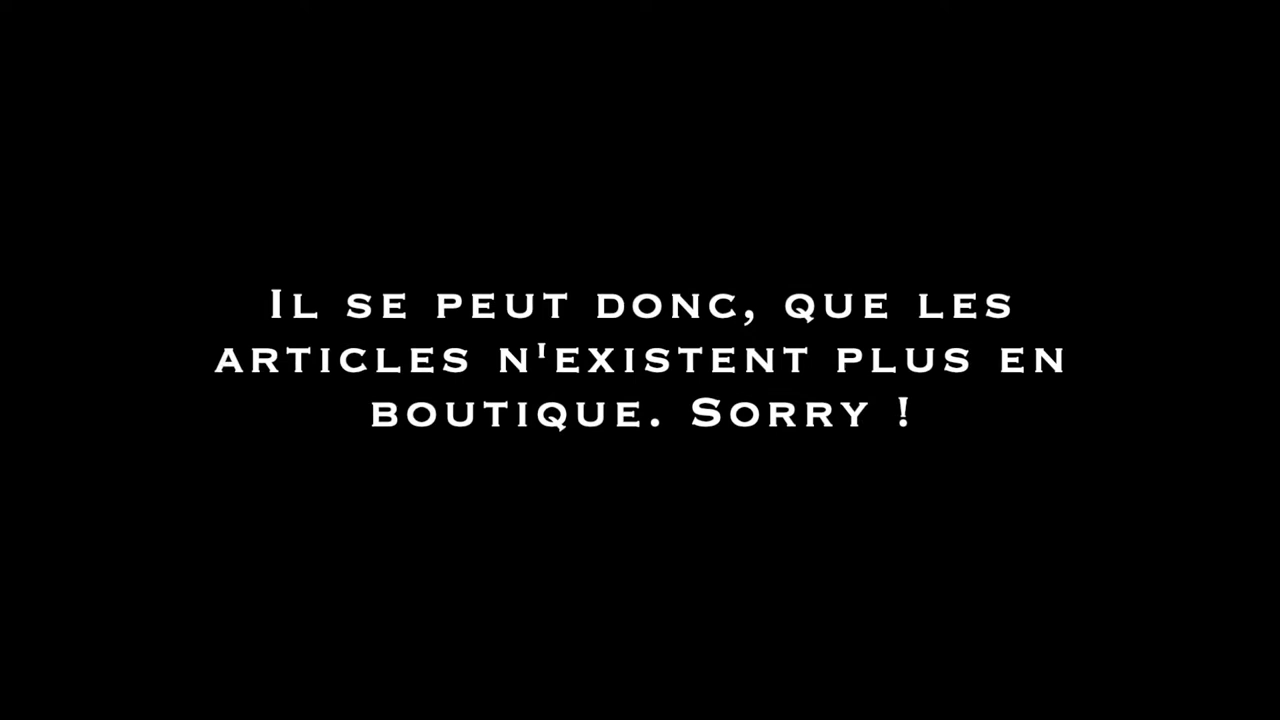 Il se peut donc, que les
articles n'existent plus en
boutique. Sorry !